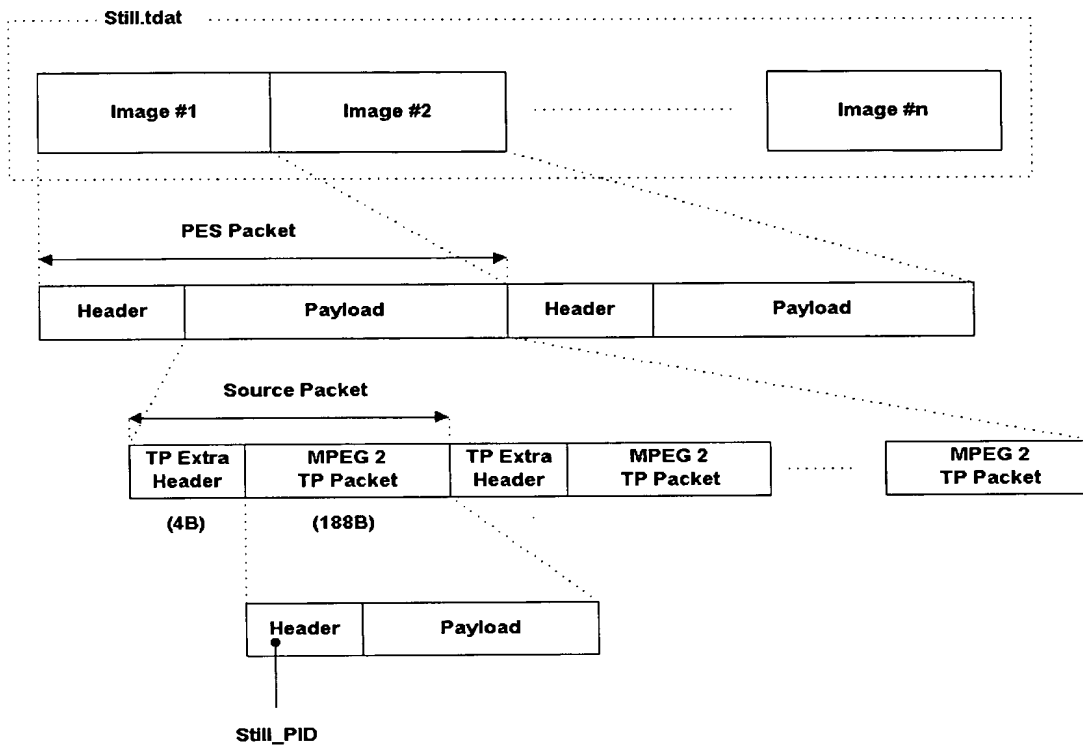 Still.tdat
Image #1
Image #2
Image #n
PES Packet
Header
Payload
Header
Payload
Source Packet
TP Extra
Header
MPEG 2
TP Packet
TP Extra
Header
MPEG 2
TP Packet
MPEG 2
TP Packet
(4B)
(188B)
Header
Payload
Still_PID